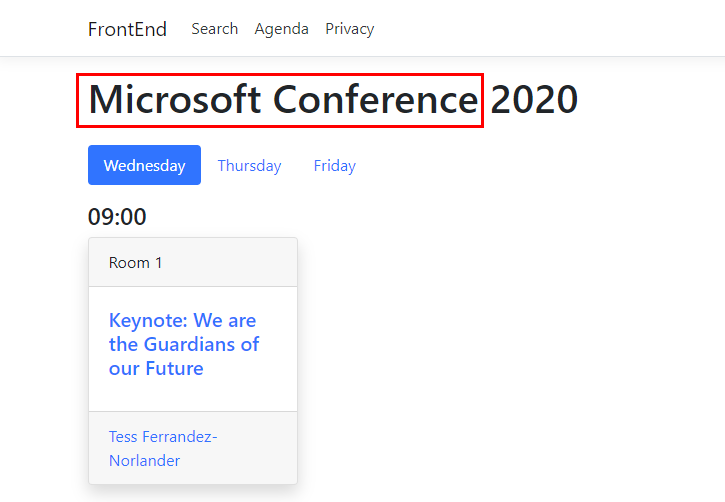 FrontEnd Search Agenda Privacy
Microsoft Conference 2020
Wednesday Thursday Friday
09:00
Room 1
Keynote: We are
the Guardians of
our Future
Tess Ferrandez-
Norlander